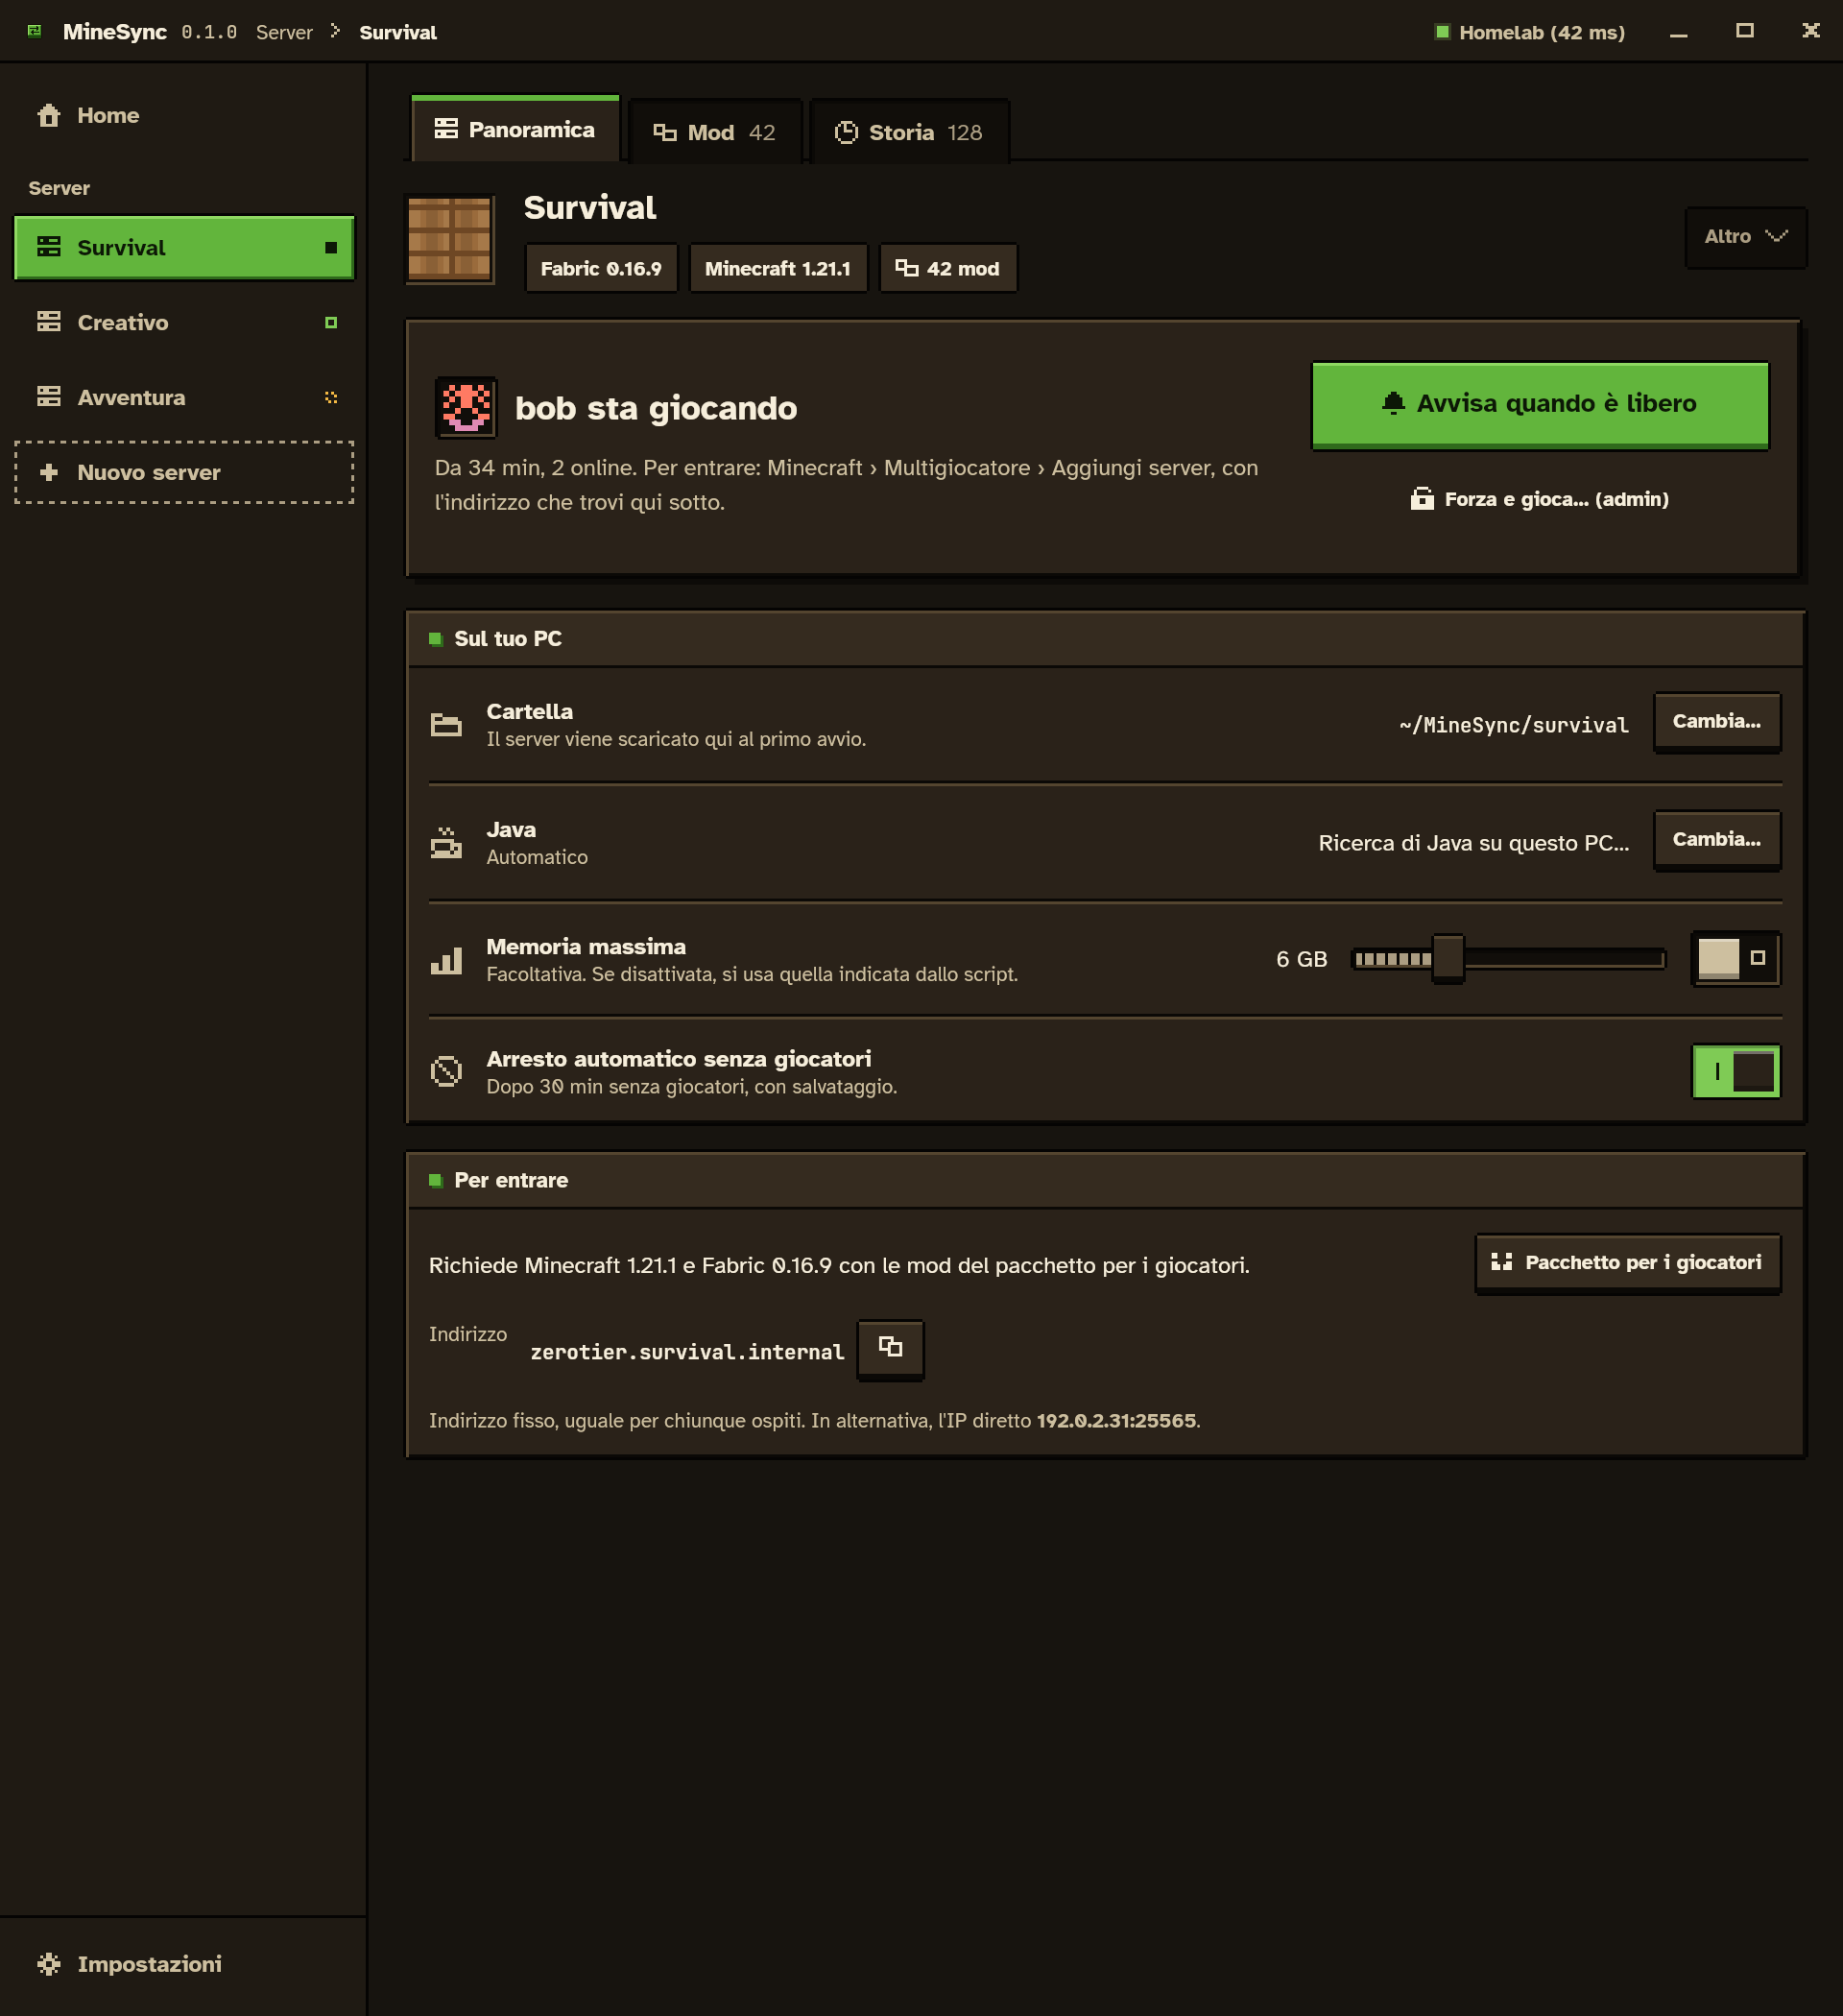 MineSync 0.1.0 Server Survival
Homelab (42 ms)
Home
Server
Survival
Creativo
Avventura
Nuovo server
Impostazioni
Panoramica
Mod 42
Storia 128
Survival
Fabric 0.16.9
Minecraft 1.21.1
42 mod
Altro
bob sta giocando
Da 34 min, 2 online. Per entrare: Minecraft › Multigiocatore › Aggiungi server, con
l'indirizzo che trovi qui sotto.
Avvisa quando è libero
Forza e gioca... (admin)
Sul tuo PC
Cartella
Il server viene scaricato qui al primo avvio.
~/MineSync/survival
Cambia...
Java
Automatico
Ricerca di Java su questo PC...
Cambia...
Memoria massima
Facoltativa. Se disattivata, si usa quella indicata dallo script.
6 GB
Arresto automatico senza giocatori
Dopo 30 min senza giocatori, con salvataggio.
Per entrare
Richiede Minecraft 1.21.1 e Fabric 0.16.9 con le mod del pacchetto per i giocatori.
Pacchetto per i giocatori
Indirizzo
zerotier.survival.internal
Indirizzo fisso, uguale per chiunque ospiti. In alternativa, l'IP diretto 192.0.2.31:25565.